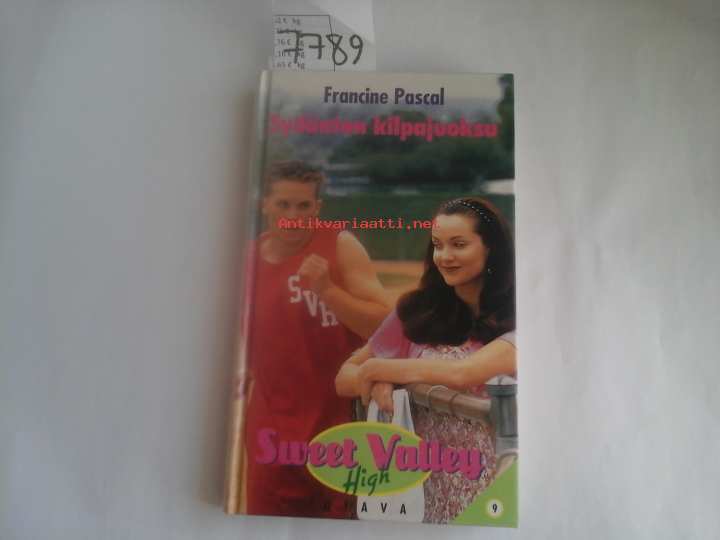 7789
Francine Pascal
Sydänten kilpajuoksu
Antikvariaatti.net
SVH
Sweet Valley
High
9